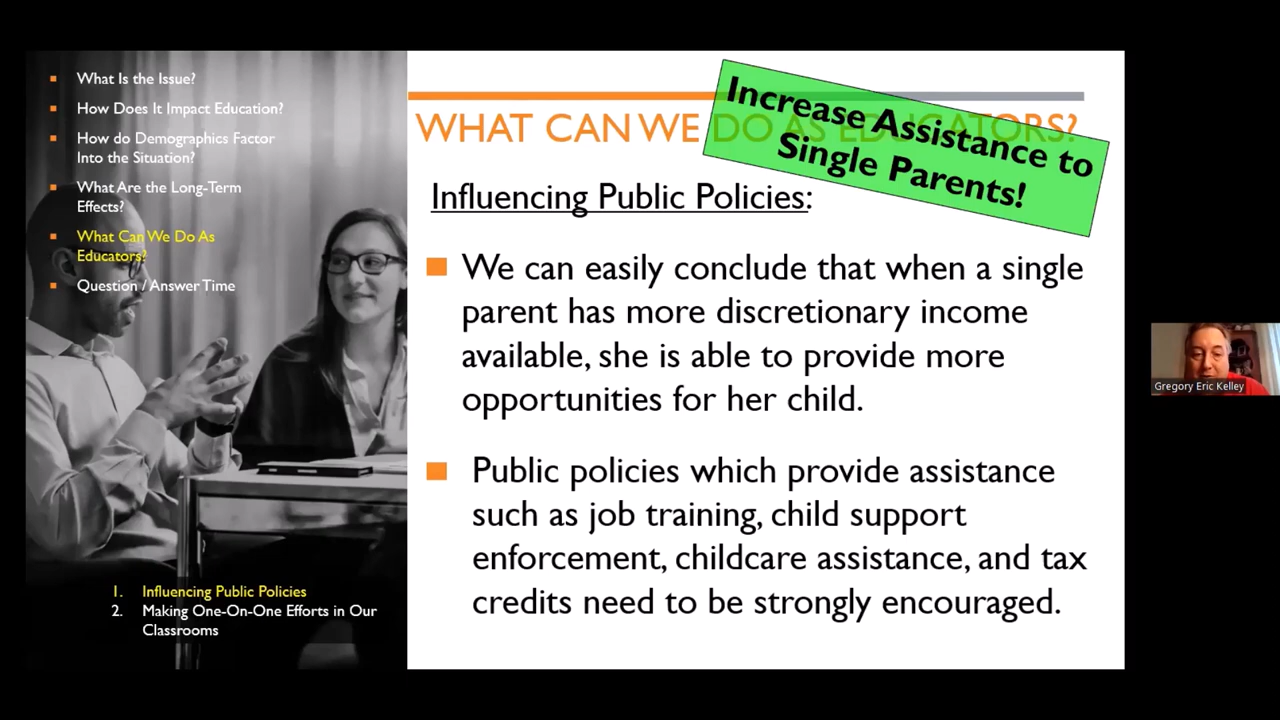 What Is the Issue?
How Does It Impact Education?
How do Demographics Factor
Into the Situation?
What Are the Long-Term
Effects?
What Can We Do As
Educators?
Question / Answer Time
1. Influencing Public Policies
2. Making One-On-One Efforts in Our
Classrooms
WHAT CAN WE DO AS EDUCATORS?
Increase Assistance to
Single Parents!
Influencing Public Policies:
We can easily conclude that when a single
parent has more discretionary income
available, she is able to provide more
opportunities for her child.
Public policies which provide assistance
such as job training, child support
enforcement, childcare assistance, and tax
credits need to be strongly encouraged.
Gregory Eric Kelley